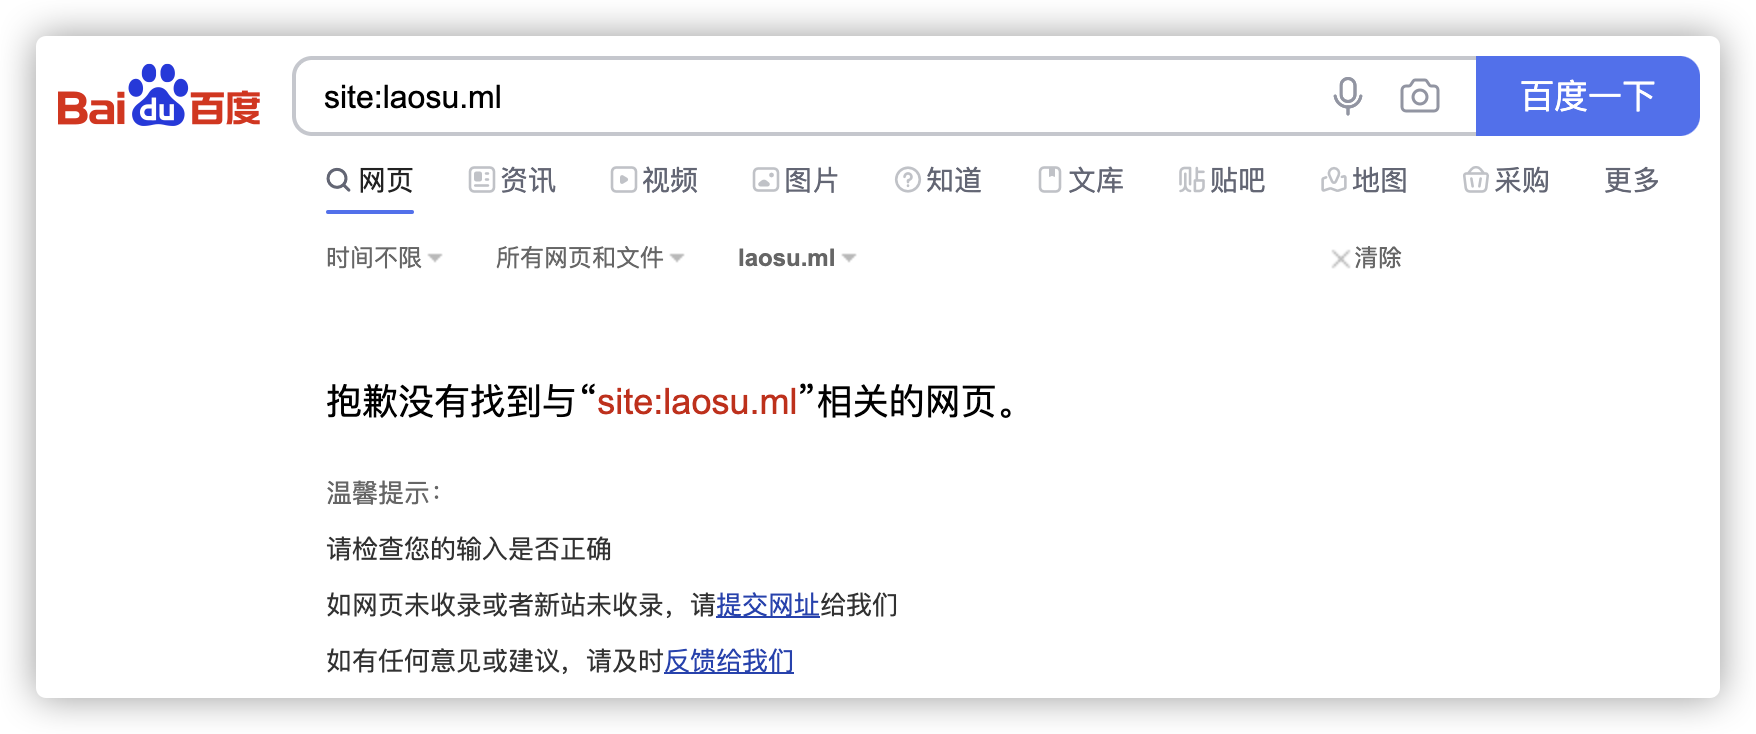 Bai du 百度 site:laosu.ml 百度一下
网页 资讯 视频 图片 知道 文库 贴 贴吧 地图 采购 更多
时间不限 所有网页和文件 laosu.ml 清除
抱歉没有找到与“site:laosu.ml”相关的网页。
温馨提示：
请检查您的输入是否正确
如网页未收录或者新站未收录，请提交网址给我们
如有任何意见或建议，请及时反馈给我们